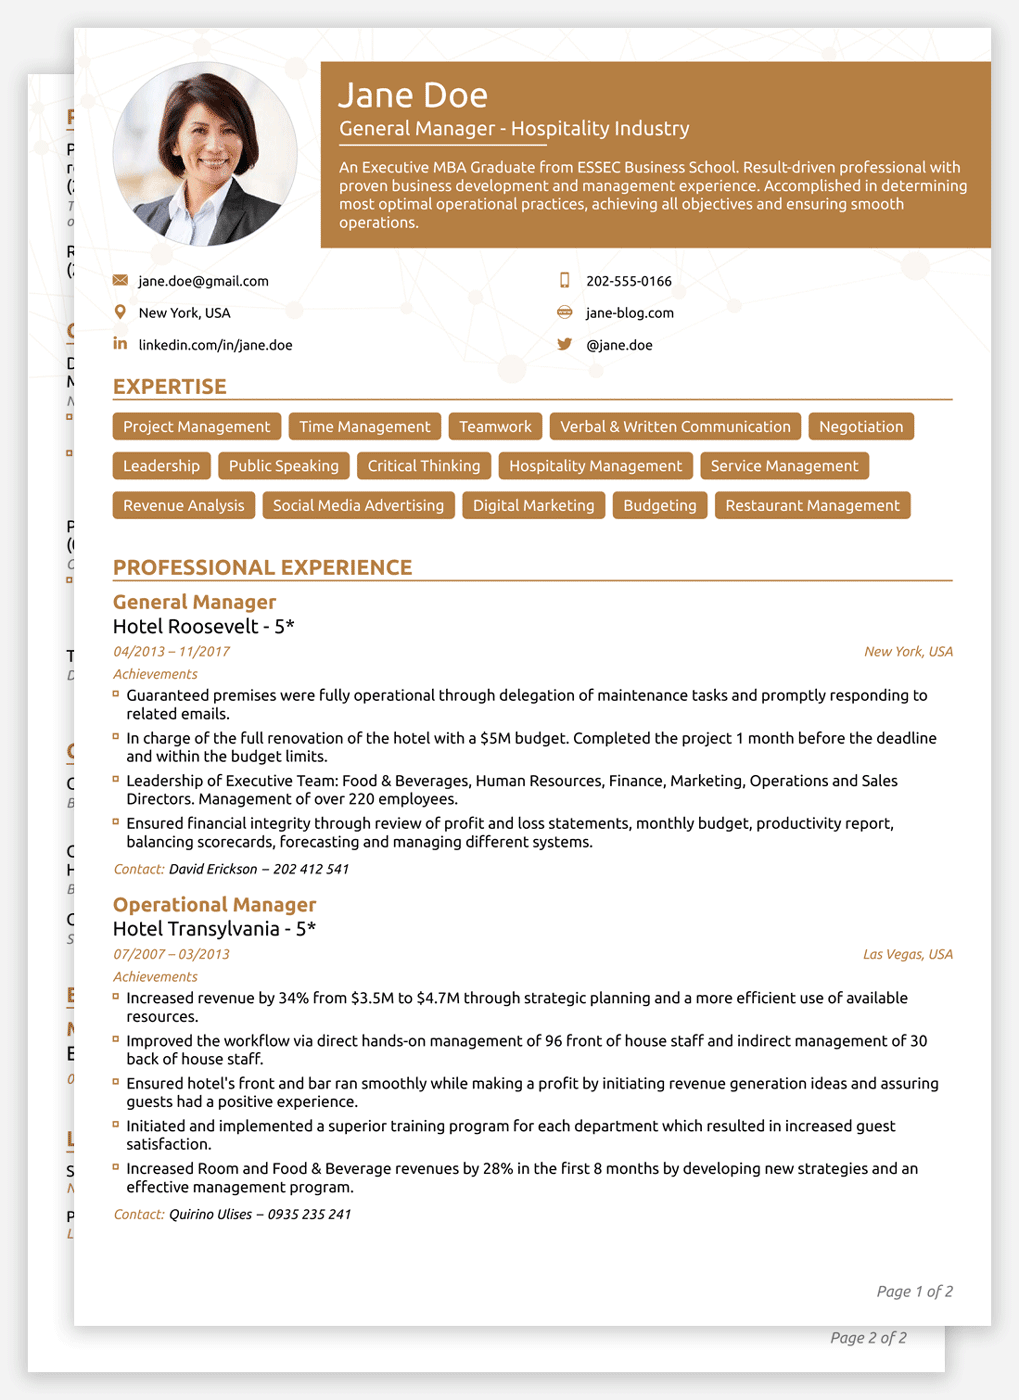 Jane Doe
General Manager - Hospitality Industry
An Executive MBA Graduate from ESSEC Business School. Result-driven professional with
proven business development and management experience. Accomplished in determining
most optimal operational practices, achieving all objectives and ensuring smooth
operations.
jane.doe@gmail.com
202-555-0166
New York, USA
jane-blog.com
linkedin.com/in/jane.doe
@jane.doe
EXPERTISE
Project Management Time Management Teamwork Verbal & Written Communication Negotiation
Leadership Public Speaking Critical Thinking Hospitality Management Service Management
Revenue Analysis Social Media Advertising Digital Marketing Budgeting Restaurant Management
PROFESSIONAL EXPERIENCE
General Manager
Hotel Roosevelt - 5*
04/2013 – 11/2017 New York, USA
Achievements
Guaranteed premises were fully operational through delegation of maintenance tasks and promptly responding to
related emails.
In charge of the full renovation of the hotel with a $5M budget. Completed the project 1 month before the deadline
and within the budget limits.
Leadership of Executive Team: Food & Beverages, Human Resources, Finance, Marketing, Operations and Sales
Directors. Management of over 220 employees.
Ensured financial integrity through review of profit and loss statements, monthly budget, productivity report,
balancing scorecards, forecasting and managing different systems.
Contact: David Erickson – 202 412 541
Operational Manager
Hotel Transylvania - 5*
07/2007 – 03/2013 Las Vegas, USA
Achievements
Increased revenue by 34% from $3.5M to $4.7M through strategic planning and a more efficient use of available
resources.
Improved the workflow via direct hands-on management of 96 front of house staff and indirect management of 30
back of house staff.
Ensured hotel's front and bar ran smoothly while making a profit by initiating revenue generation ideas and assuring
guests had a positive experience.
Initiated and implemented a superior training program for each department which resulted in increased guest
satisfaction.
Increased Room and Food & Beverage revenues by 28% in the first 8 months by developing new strategies and an
effective management program.
Contact: Quirino Ulises – 0935 235 241
Page 1 of 2
Page 2 of 2